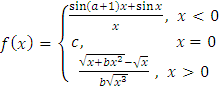 f(x) = { sin(a+1)x+sin x / x , x < 0
c, x = 0
√(x+bx²)−√x / b√(x³) , x > 0